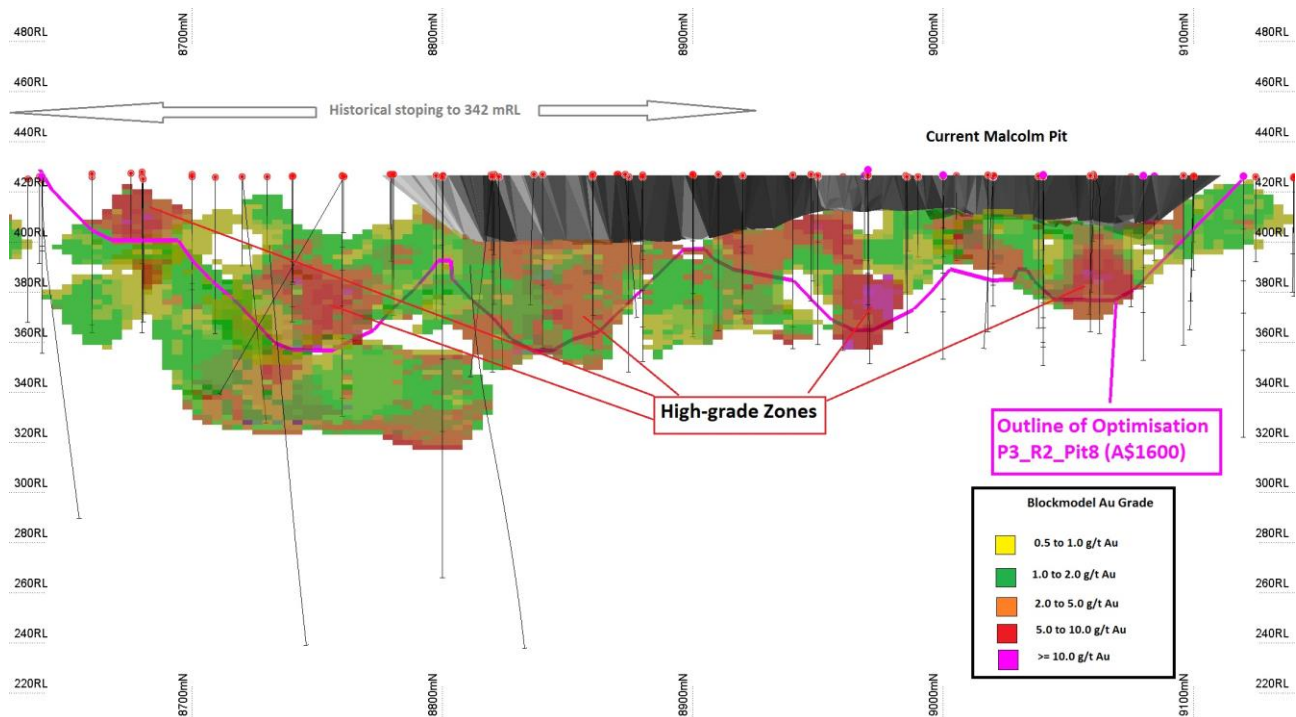 8700mN
8800mN
8900mN
9000mN
9100mN
480RL
480RL
460RL
460RL
Historical stoping to 342 mRL
440RL
440RL
Current Malcolm Pit
420RL
420RL
400RL
400RL
380RL
380RL
360RL
360RL
340RL
340RL
High-grade Zones
Outline of Optimisation
P3_R2_Pit8 (A$1600)
320RL
320RL
300RL
300RL
Blockmodel Au Grade
280RL
280RL
0.5 to 1.0 g/t Au
1.0 to 2.0 g/t Au
260RL
260RL
2.0 to 5.0 g/t Au
5.0 to 10.0 g/t Au
240RL
240RL
>= 10.0 g/t Au
220RL
220RL
8700mN
8800mN
8900mN
9000mN
9100mN